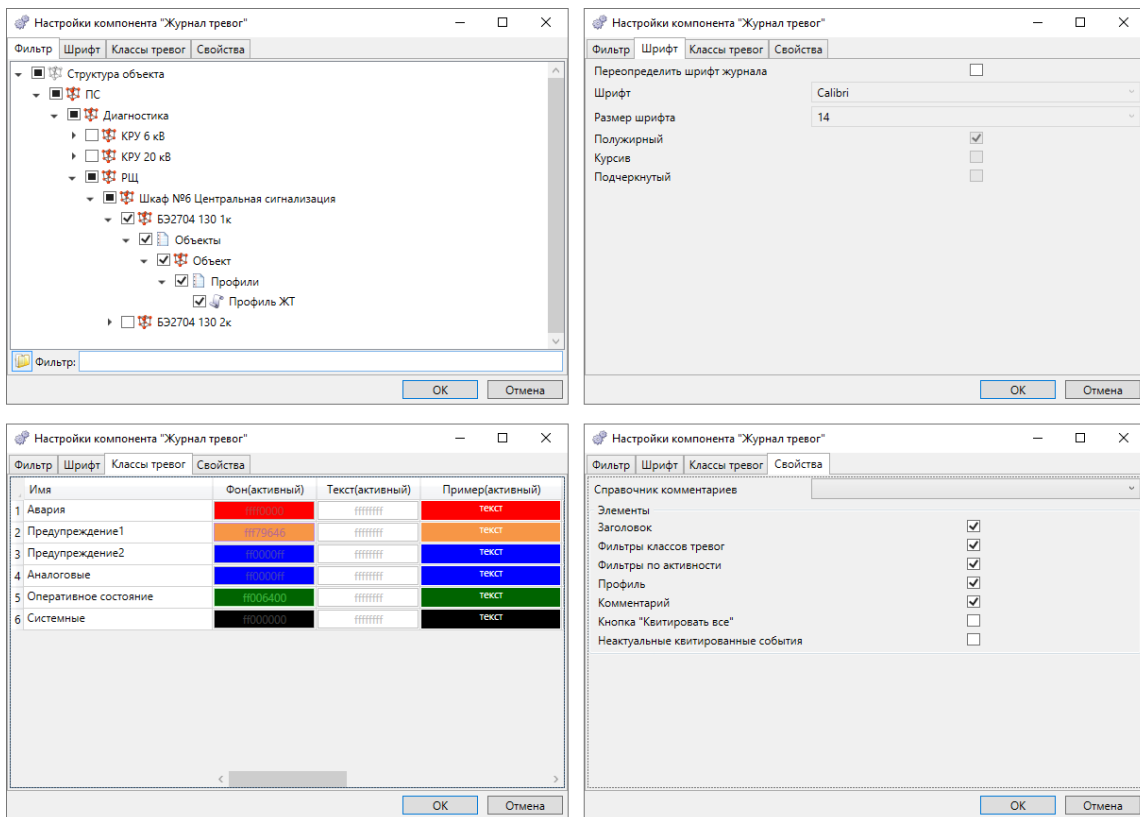 Настройки компонента "Журнал тревог"
Фильтр Шрифт Классы тревог Свойства
Структура объекта
ПС
Диагностика
КРУ 6 кВ
КРУ 20 кВ
РЩ
Шкаф №6 Центральная сигнализация
БЭ2704 130 1к
Объекты
Объект
Профили
Профиль ЖТ
БЭ2704 130 2к
Фильтр:
ОК Отмена
Настройки компонента "Журнал тревог"
Фильтр Шрифт Классы тревог Свойства
Переопределить шрифт журнала
Шрифт Calibri
Размер шрифта 14
Полужирный
Курсив
Подчеркнутый
ОК Отмена
Настройки компонента "Журнал тревог"
Фильтр Шрифт Классы тревог Свойства
Имя Фон(активный) Текст(активный) Пример(активный)
1 Авария ffff0000 ffffffff текст
2 Предупреждение1 fff79646 ffffffff текст
3 Предупреждение2 ff0000ff ffffffff текст
4 Аналоговые ff0000ff ffffffff текст
5 Оперативное состояние ff006400 ffffffff текст
6 Системные ff000000 ffffffff текст
ОК Отмена
Настройки компонента "Журнал тревог"
Фильтр Шрифт Классы тревог Свойства
Справочник комментариев
Элементы
Заголовок
Фильтры классов тревог
Фильтры по активности
Профиль
Комментарий
Кнопка "Квитировать все"
Неактуальные квитированные события
ОК Отмена